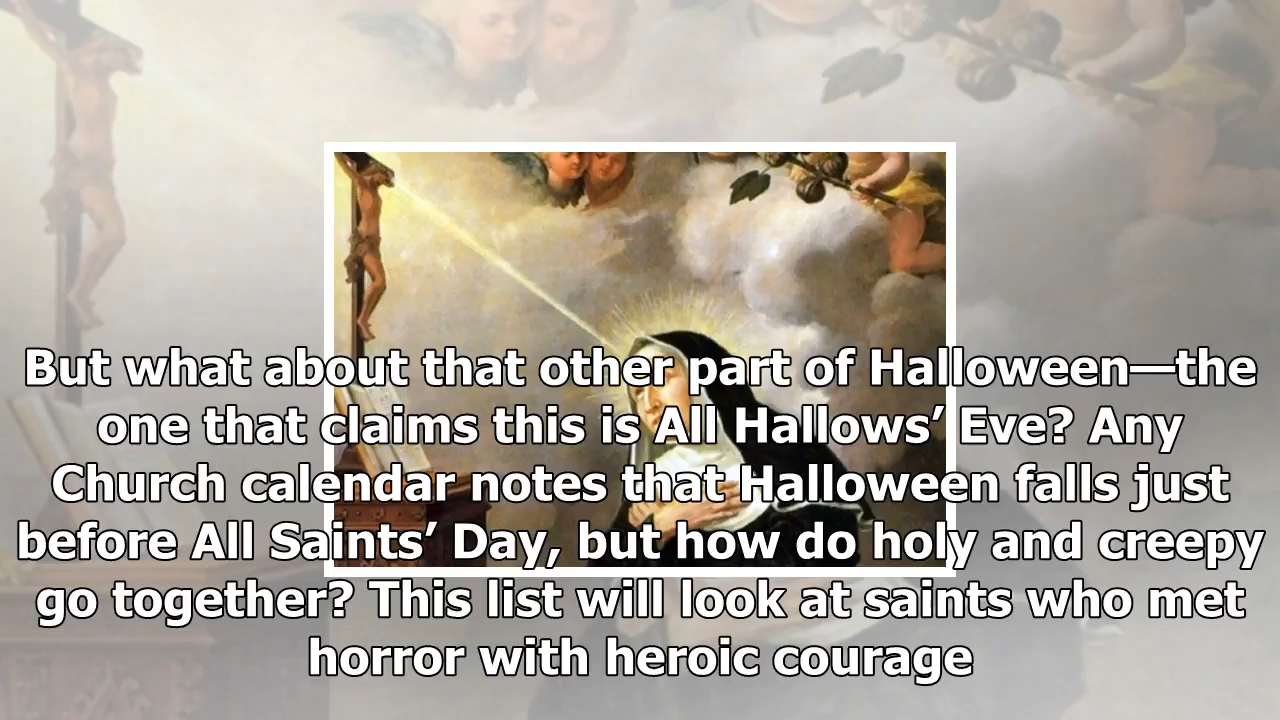 But what about that other part of Halloween—the
one that claims this is All Hallows’ Eve? Any
Church calendar notes that Halloween falls just
before All Saints’ Day, but how do holy and creepy
go together? This list will look at saints who met
horror with heroic courage